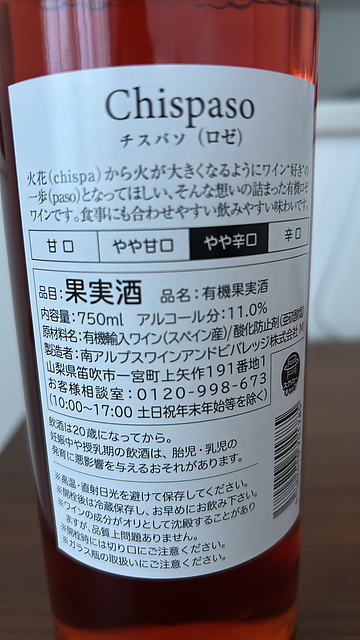 Chispaso
チスパソ (ロゼ)
火花(chispa)から火が大きくなるようにワイン“好き”の
一歩(paso)となってほしい、そんな想いの詰まった有機ロゼ
ワインです。食事にも合わせやすい飲みやすい味わいです。
甘口 やや甘口 やや辛口 辛口
品目:果実酒 品名:有機果実酒
内容量:750ml アルコール分:11.0%
原材料名:有機輸入ワイン(スペイン産)/酸化防止剤(亜硫酸塩)
製造者:南アルプスワインアンドビバレッジ株式会社 M
山梨県笛吹市一宮町上矢作191番地1
お客様相談室:0120-998-673
(10:00~17:00 土日祝年末年始等を除く)
飲酒は20歳になってから。
妊娠中や授乳期の飲酒は、胎児・乳児の
発育に悪影響を与えるおそれがあります。
※高温・直射日光を避けて保存してください。
※開栓後は冷蔵保存し、お早めにお飲み下さい。
※ワインの成分がオリとして沈殿することがあり
ますが、品質上問題ありません。
※開栓時には切り口にご注意ください。
※ガラス瓶の取扱いにご注意ください。